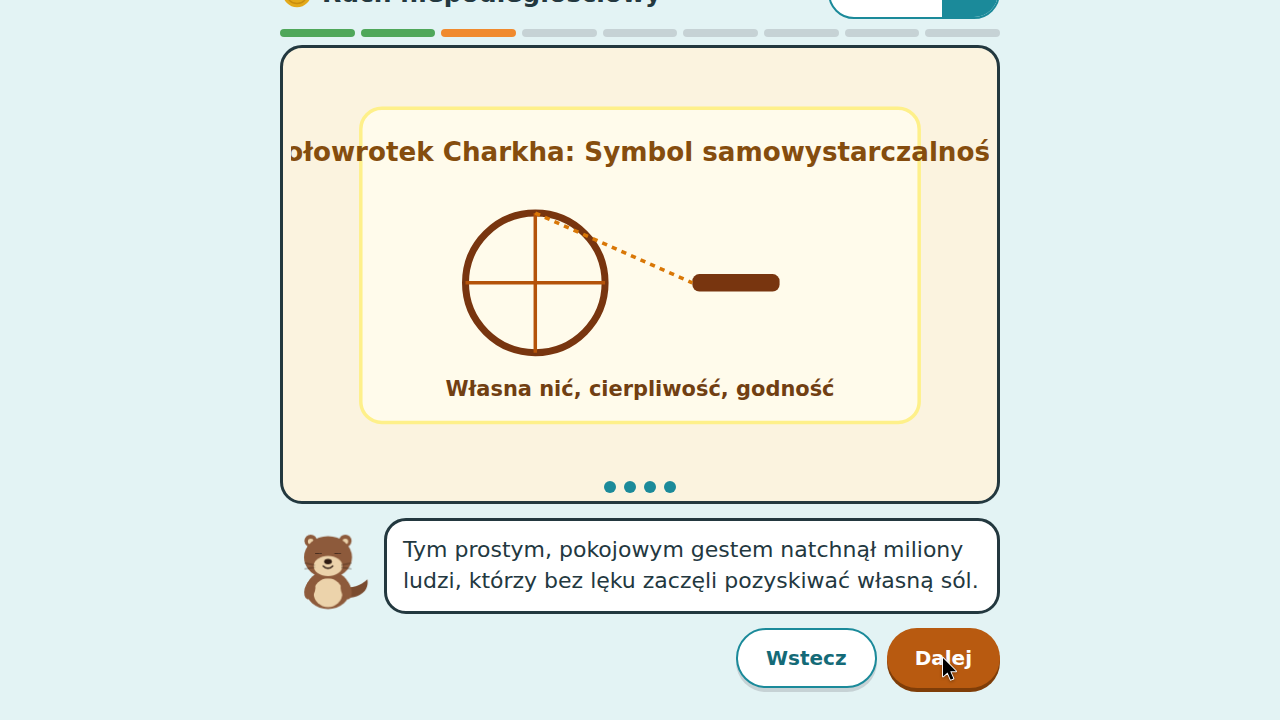 Ruch niepodległościowy
ołowrotek Charkha: Symbol samowystarczalnoś
Własna nić, cierpliwość, godność
Tym prostym, pokojowym gestem natchnął miliony
ludzi, którzy bez lęku zaczęli pozyskiwać własną sól.
Wstecz
Dalej